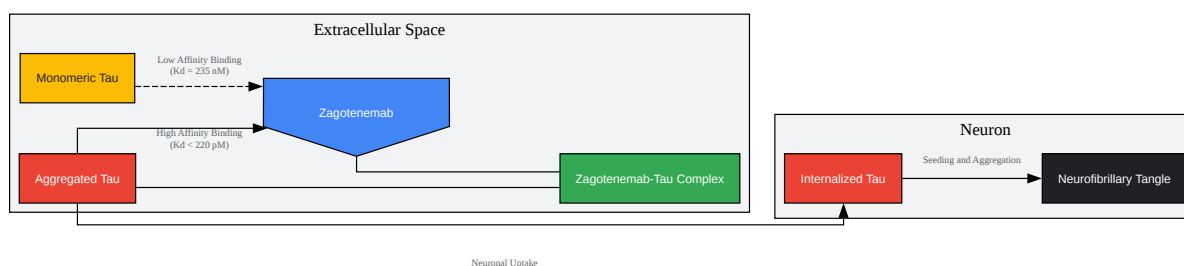 Extracellular Space
Monomeric Tau
Low Affinity Binding
(Kd = 235 nM)
Zagotenemab
High Affinity Binding
(Kd < 220 pM)
Aggregated Tau
Zagotenemab-Tau Complex
Neuron
Internalized Tau
Seeding and Aggregation
Neurofibrillary Tangle
Neuronal Uptake